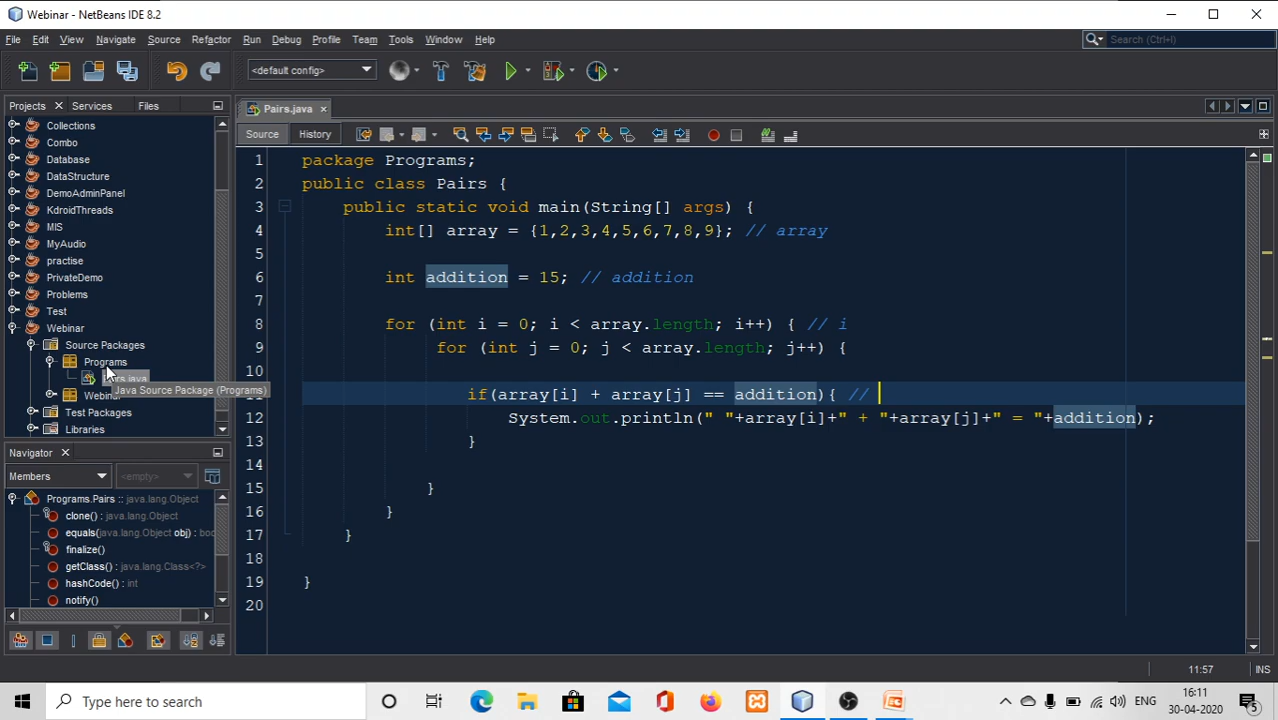 Webinar - NetBeans IDE 8.2
File Edit View Navigate Source Refactor Run Debug Profile Team Tools Window Help
Search (Ctrl+I)
<default config>
Projects Services Files
Pairs.java
Source History
Collections
Combo
Database
DataStructure
DemoAdminPanel
KdroidThreads
MIS
MyAudio
practise
PrivateDemo
Problems
Test
Webinar
Source Packages
Programs
Java Source Package (Programs)
Test Packages
Libraries
1 package Programs;
2 public class Pairs {
3 public static void main(String[] args) {
4 int[] array = {1,2,3,4,5,6,7,8,9}; // array
5
6 int addition = 15; // addition
7
8 for (int i = 0; i < array.length; i++) { // i
9 for (int j = 0; j < array.length; j++) {
10
if(array[i] + array[j] == addition){ //
12 System.out.println(" "+array[i]+" + "+array[j]+" = "+addition);
13 }
14
15 }
16 }
17 }
18
19 }
20
Navigator
Members <empty>
Programs.Pairs :: java.lang.Object
clone() : java.lang.Object
equals(java.lang.Object obj) :
finalize()
getClass() : java.lang.Class<?>
hashCode() : int
notify()
11:57 INS
Type here to search
ENG
16:11
30-04-2020
5